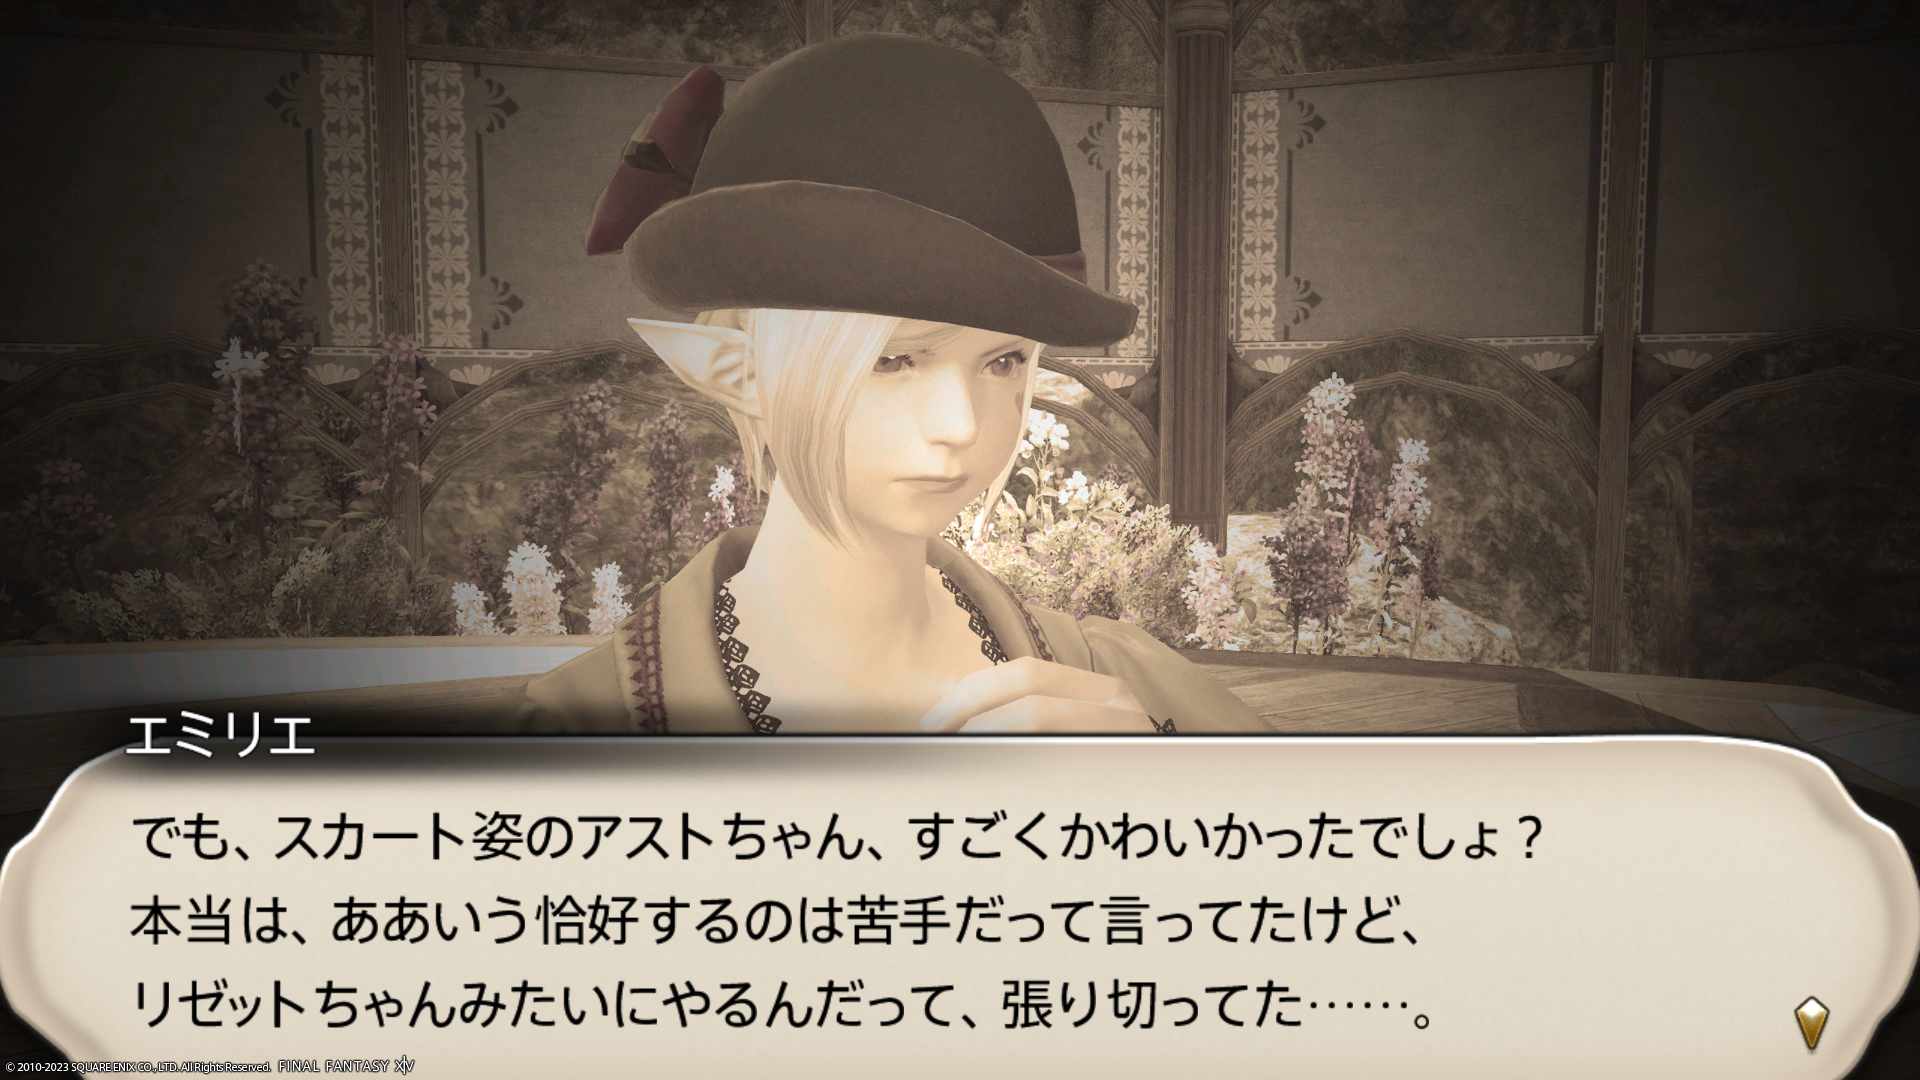 エミリエ
でも、スカート姿のアストちゃん、すごくかわいかったでしょ？
本当は、ああいう恰好するのは苦手だって言ってたけど、
リゼットちゃんみたいにやるんだって、張り切ってた……。
© 2010-2023 SQUARE ENIX CO., LTD. All Rights Reserved. FINAL FANTASY XIV